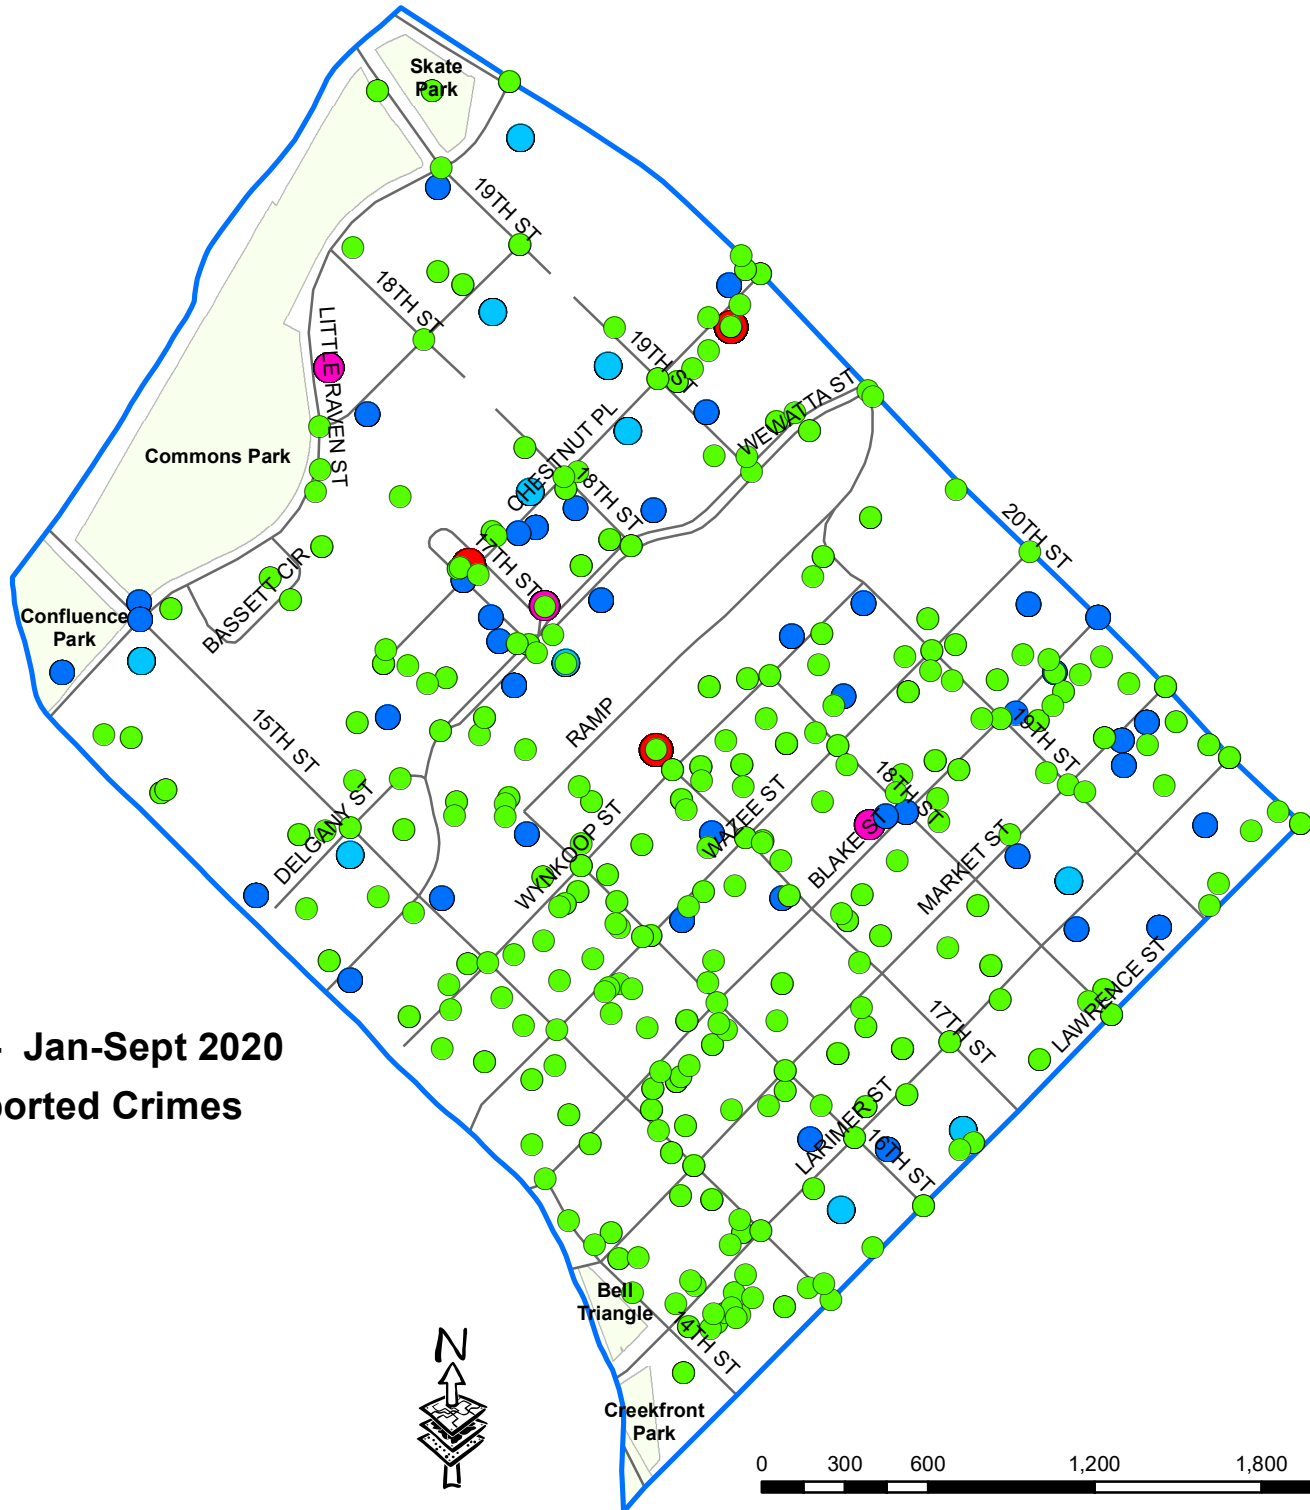 Skate
Park
19TH ST
18TH ST
LITTLE RAVEN ST
19TH ST
WEWATTA ST
CHESTNUT PL
Commons Park
18TH ST
20TH ST
17TH ST
BASSETT CIR
Confluence
Park
15TH ST
RAMP
19TH ST
18TH ST
DELGANY ST
WAZEE ST
WYNKOOP ST
BLAKE ST
MARKET ST
LAWRENCE ST
17TH ST
Jan-Sept 2020
orted Crimes
LARIMER ST
16TH ST
Bell
Triangle
14TH ST
N
Creekfront
Park
0 300 600 1,200 1,800